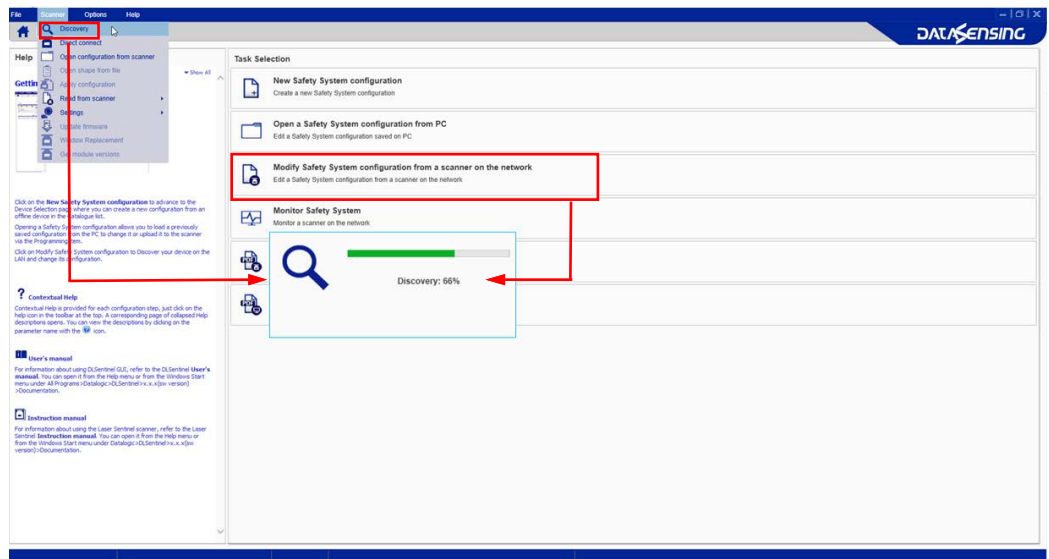 File Scanner Options Help
DATASENSING
Discovery
Direct connect
Open configuration from scanner
Open shape from file
Apply configuration
Read from scanner
Settings
Update firmware
Window Replacement
Get module versions
Help
Show All
Gettin
Click on the New Safety System configuration to advance to the
Device Selection page where you can create a new configuration from an
offline device in the catalogue list.
Opening a Safety System configuration allows you to load a previously
saved configuration from the PC to change it or upload it to the scanner
via the Programming item.
Click on Modify Safety System configuration to Discover your device on the
LAN and change its configuration.
? Contextual Help
Contextual Help is provided for each configuration step, just click on the
help icon in the toolbar at the top. A corresponding page of collapsed Help
descriptions opens. You can view the descriptions by clicking on the
parameter name with the icon.
User's manual
For information about using DLSentinel GUI, refer to the DLSentinel User's
manual. You can open it from the Help menu or from the Windows Start
menu under All Programs>Datalogic>DLSentinel>v.x.x(sw version)
>Documentation.
Instruction manual
For information about using the Laser Sentinel scanner, refer to the Laser
Sentinel Instruction manual. You can open it from the Help menu or
from the Windows Start menu under Datalogic>DLSentinel>v.x.x(sw
version)>Documentation.
Task Selection
New Safety System configuration
Create a new Safety System configuration
Open a Safety System configuration from PC
Edit a Safety System configuration saved on PC
Modify Safety System configuration from a scanner on the network
Edit a Safety System configuration from a scanner on the network
Monitor Safety System
Monitor a scanner on the network
PDF
PDF
Discovery: 66%